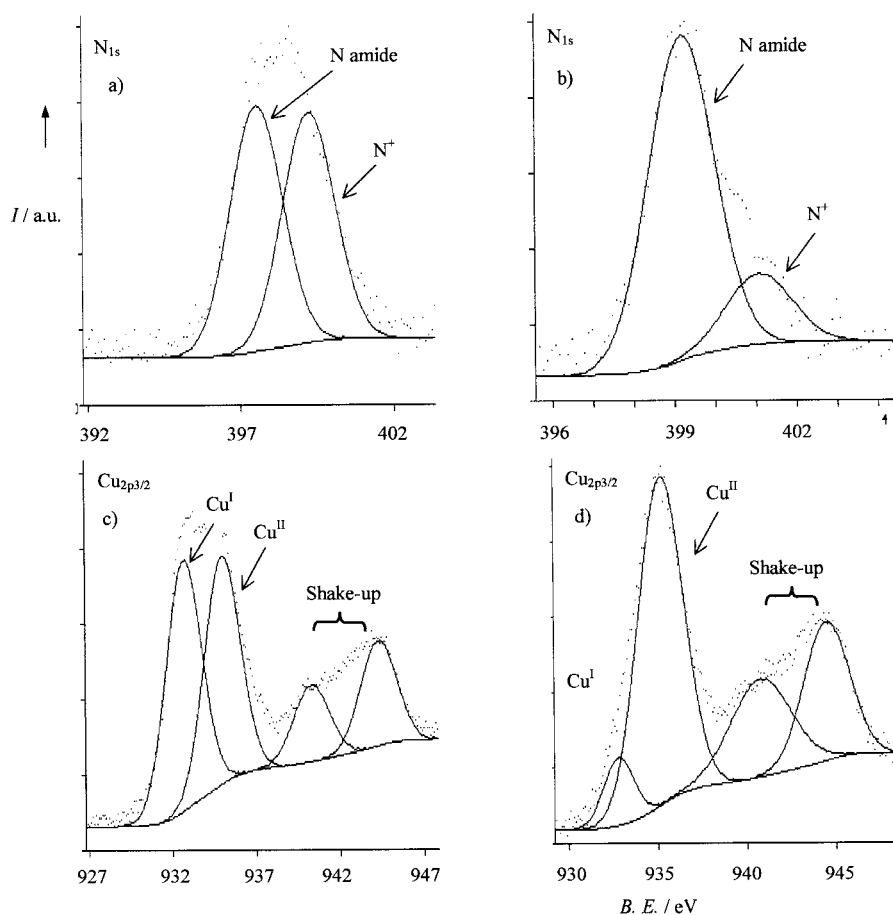 N1s
a)
N amide
N+
I / a.u.
392
397
402
N1s
b)
N amide
N+
396
399
402
4
Cu2p3/2
c)
CuI
CuII
Shake-up
927
932
937
942
947
Cu2p3/2
d)
CuII
Shake-up
CuI
930
935
940
945
B. E. / eV